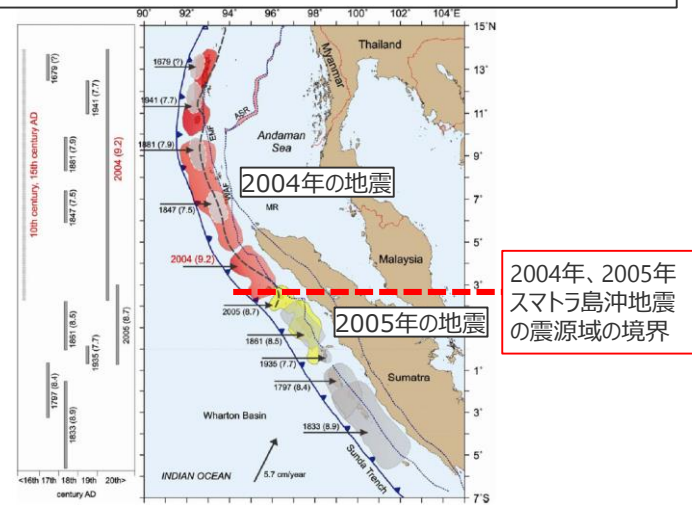 90° 92° 94° 96° 98° 100° 102° 104°E
15°N
13°
11°
9°
7°
5°
3°
1°
1°
3°
5°
7°S
Thailand
Myanmar
Andaman
Sea
Malaysia
Sumatra
Wharton Basin
INDIAN OCEAN
Sunda Trench
5.7 cm/year
ASR
EMF
WAF
MR
1679 (?)
1941 (7.7)
1881 (7.9)
1847 (7.5)
2004 (9.2)
2005 (8.7)
1861 (8.5)
1935 (7.7)
1797 (8.4)
1833 (8.9)
2004年の地震
2005年の地震
2004年、2005年
スマトラ島沖地震
の震源域の境界
10th century, 15th century AD
1679 (?)
1941 (7.7)
1881 (7.9)
2004 (9.2)
1847 (7.5)
1861 (8.5)
1935 (7.7)
2005 (8.7)
1797 (8.4)
1833 (8.9)
<16th 17th 18th 19th 20th>
century AD